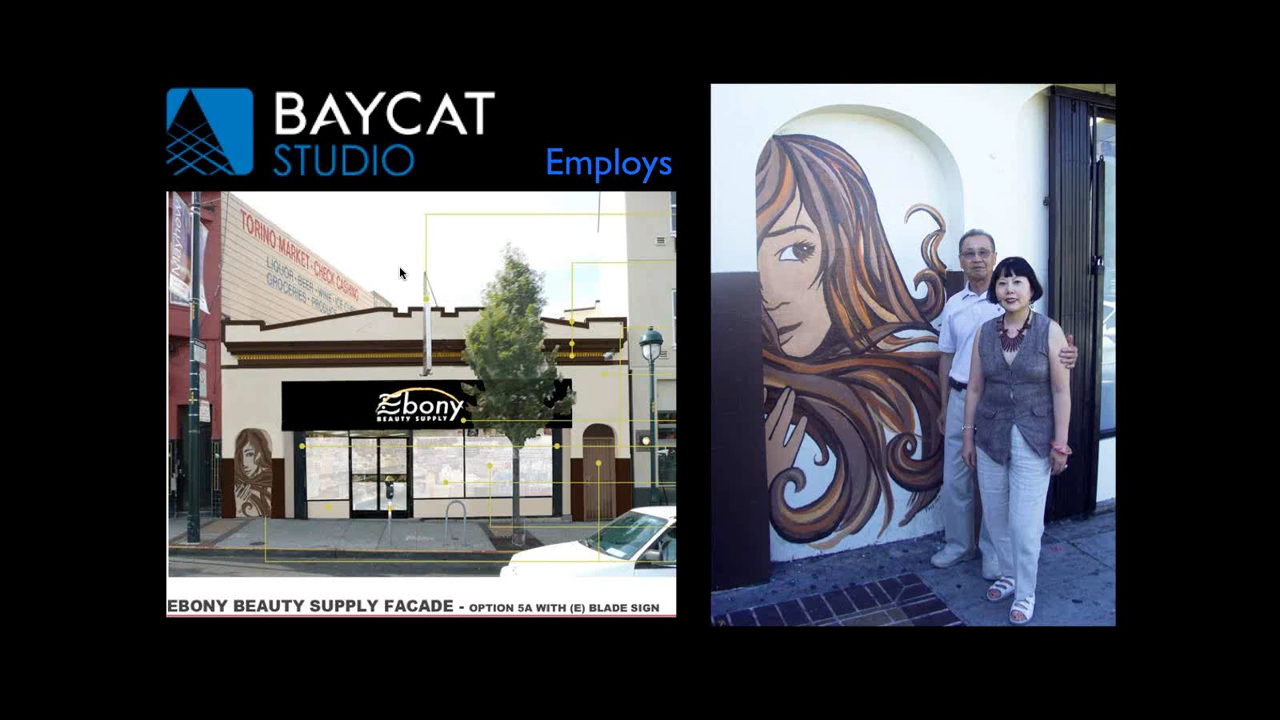 BAYCAT
STUDIO
Employs
TORINO MARKET - CHECK CASHING
LIQUOR - BEER - WINE - ICE
GROCERIES -
Ebony
BEAUTY SUPPLY
EBONY BEAUTY SUPPLY FACADE - OPTION 5A WITH (E) BLADE SIGN